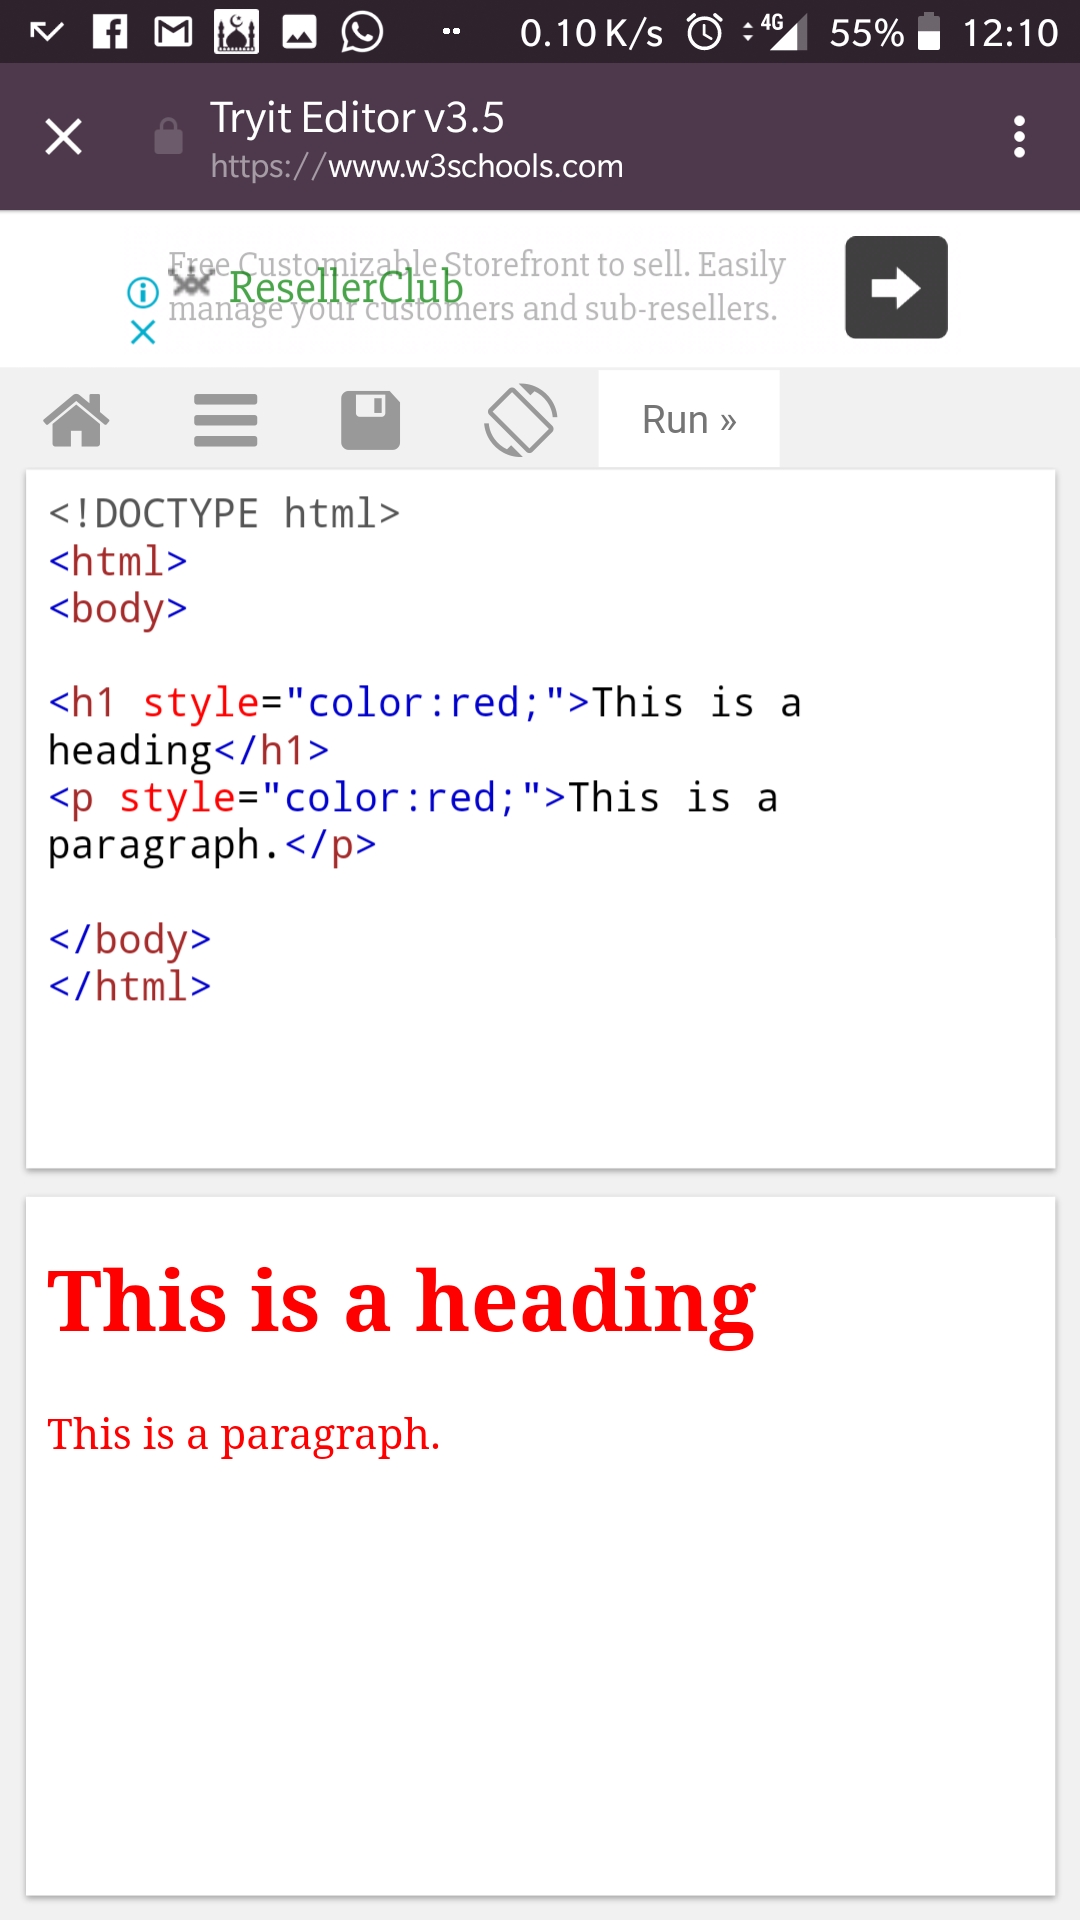 0.10 K/s 4G 55% 12:10
Tryit Editor v3.5
https://www.w3schools.com
Free Customizable Storefront to sell. Easily
ResellerClub
manage your customers and sub-resellers.
Run »
<!DOCTYPE html>
<html>
<body>
<h1 style="color:red;">This is a
heading</h1>
<p style="color:red;">This is a
paragraph.</p>
</body>
</html>
This is a heading
This is a paragraph.